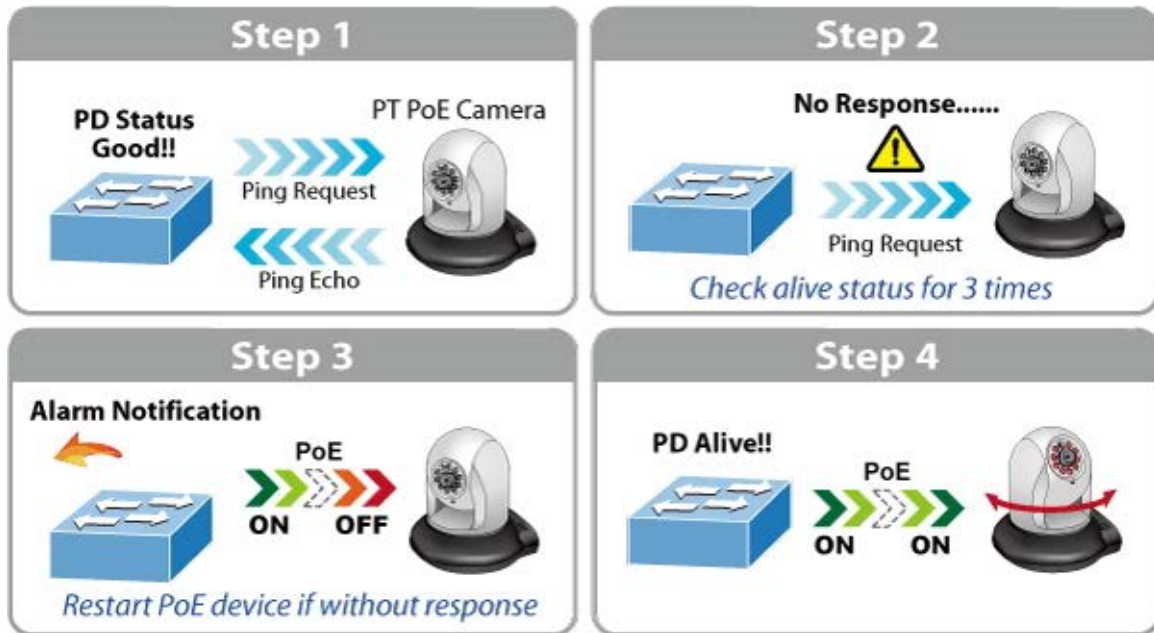 Step 1
PD Status
Good!!
PT PoE Camera
Ping Request
Ping Echo
Step 2
No Response......
Ping Request
Check alive status for 3 times
Step 3
Alarm Notification
PoE
ON OFF
Restart PoE device if without response
Step 4
PD Alive!!
PoE
ON ON